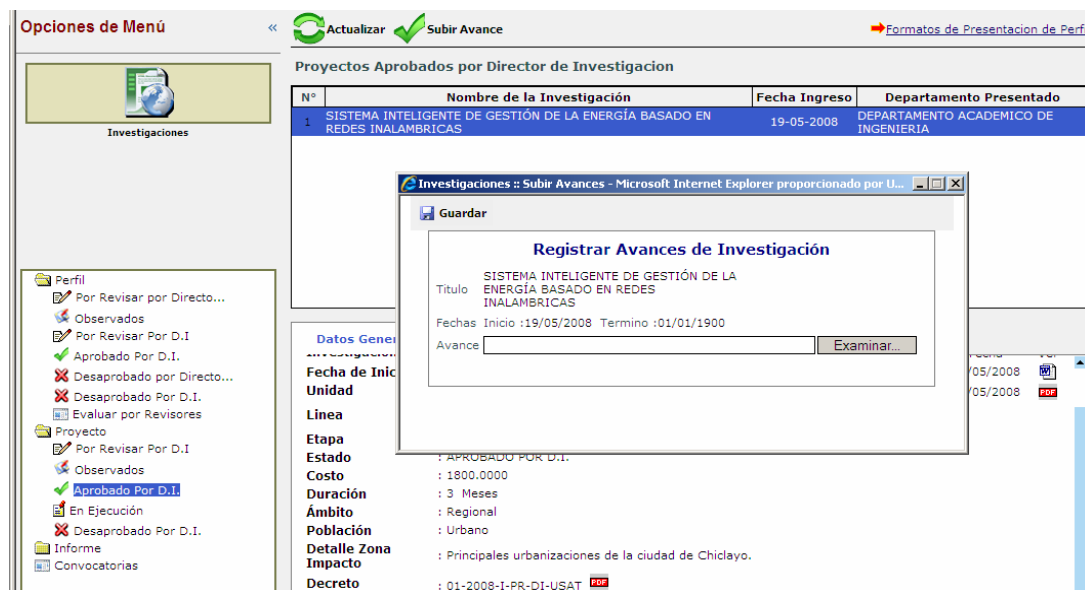 Opciones de Menú «
Investigaciones
Perfil
Por Revisar por Directo...
Observados
Por Revisar Por D.I
Aprobado Por D.I.
Desaprobado por Directo...
Desaprobado Por D.I.
Evaluar por Revisores
Proyecto
Por Revisar Por D.I
Observados
Aprobado Por D.I.
En Ejecución
Desaprobado Por D.I.
Informe
Convocatorias
Actualizar Subir Avance Formatos de Presentacion de Perf
Proyectos Aprobados por Director de Investigacion
Nº Nombre de la Investigación Fecha Ingreso Departamento Presentado
1 SISTEMA INTELIGENTE DE GESTIÓN DE LA ENERGÍA BASADO EN REDES INALAMBRICAS 19-05-2008 DEPARTAMENTO ACADEMICO DE INGENIERIA
Investigaciones :: Subir Avances - Microsoft Internet Explorer proporcionado por U...
Guardar
Registrar Avances de Investigación
Titulo SISTEMA INTELIGENTE DE GESTIÓN DE LA
ENERGÍA BASADO EN REDES
INALAMBRICAS
Fechas Inicio :19/05/2008 Termino :01/01/1900
Avance Examinar...
Datos Gener
Fecha de Inic /05/2008
Unidad /05/2008 PDF
Linea
Etapa
Estado : APROBADO POR D.I.
Costo : 1800.0000
Duración : 3 Meses
Ámbito : Regional
Población : Urbano
Detalle Zona
Impacto : Principales urbanizaciones de la ciudad de Chiclayo.
Decreto : 01-2008-I-PR-DI-USAT PDF